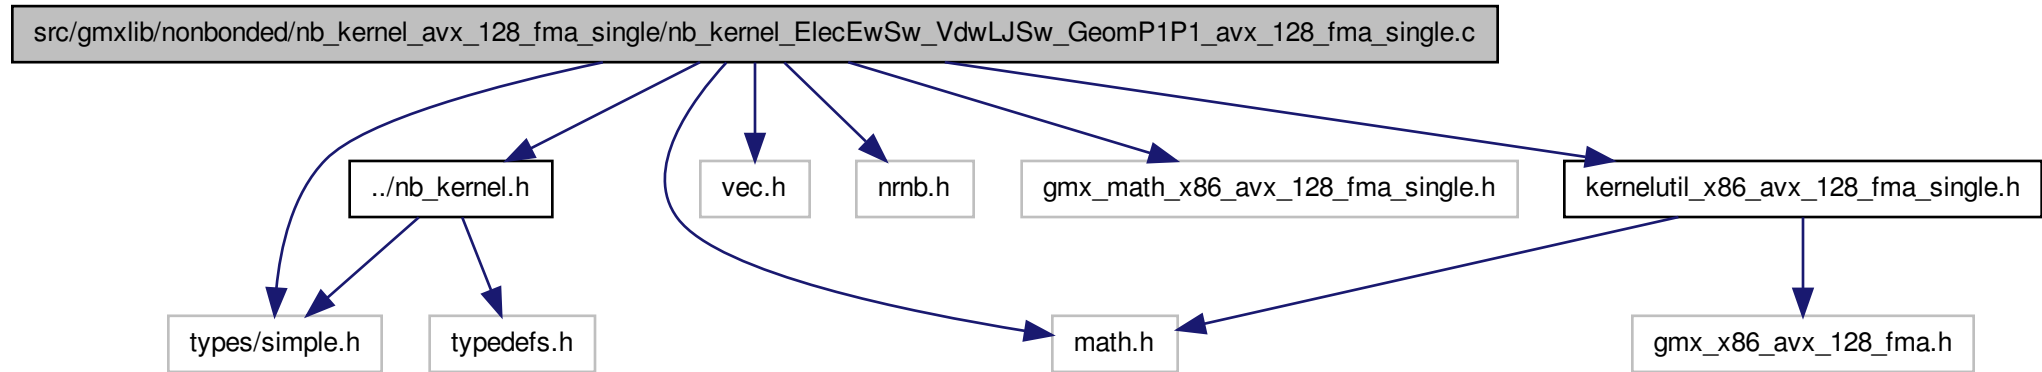 src/gmxlib/nonbonded/nb_kernel_avx_128_fma_single/nb_kernel_ElecEwSw_VdwLJSw_GeomP1P1_avx_128_fma_single.c
../nb_kernel.h
vec.h
nrnb.h
gmx_math_x86_avx_128_fma_single.h
kernelutil_x86_avx_128_fma_single.h
types/simple.h
typedefs.h
math.h
gmx_x86_avx_128_fma.h